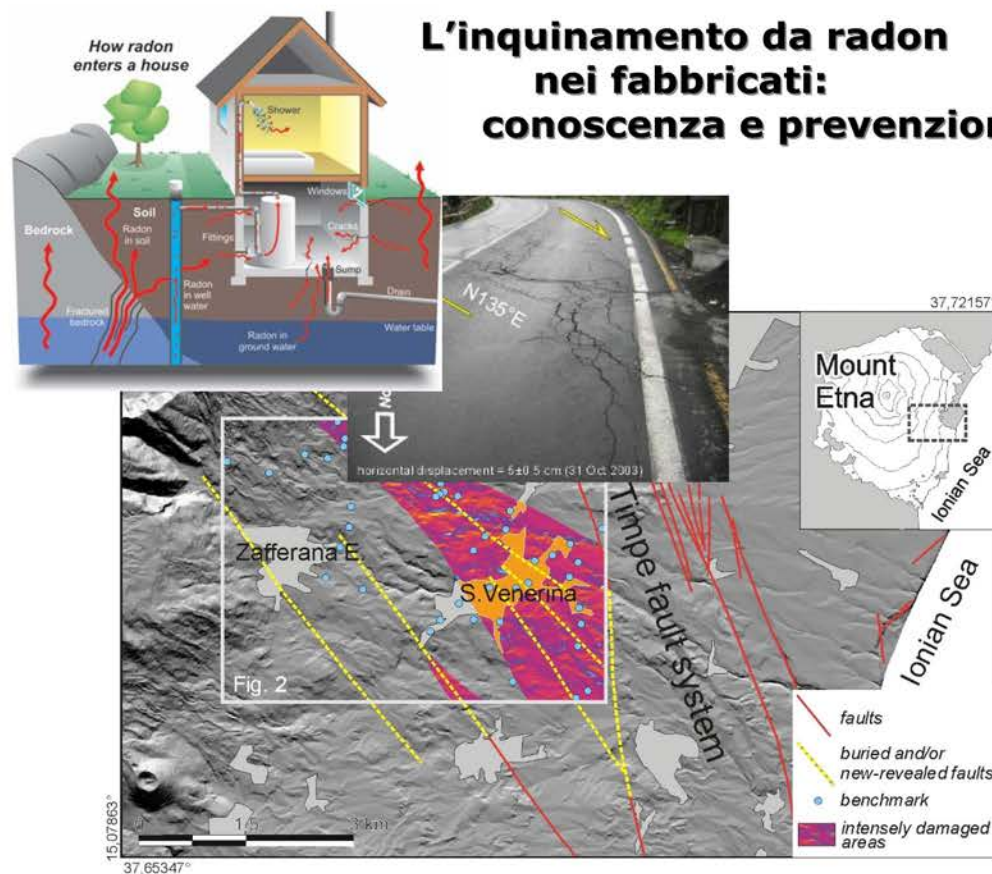 L'inquinamento da radon
nei fabbricati:
conoscenza e prevenzion
How radon
enters a house
Shower
Windows
Soil
Bedrock
Radon
in soil
Fittings
Cracks
Sump
Radon
in well
water
Drain
Fractured
bedrock
Water table
Radon in
ground water
N135°E
No
horizontal displacement = 5±0.5 cm (31 Oct 2003)
37,72157°
Mount
Etna
Ionian Sea
Zafferana E.
S.Venerina
Timpe fault system
Ionian Sea
Fig. 2
faults
buried and/or
new-revealed faults
benchmark
intensely damaged
areas
0 1.5 3 km
15,07863°
37,65347°